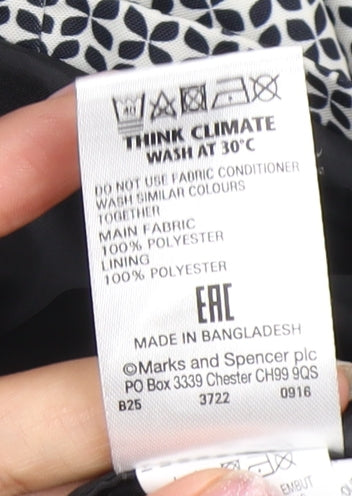 40
THINK CLIMATE
WASH AT 30°C
DO NOT USE FABRIC CONDITIONER
WASH SIMILAR COLOURS
TOGETHER
MAIN FABRIC
100% POLYESTER
LINING
100% POLYESTER
EAC
MADE IN BANGLADESH
©Marks and Spencer plc
PO Box 3339 Chester CH99 9QS
B25 3722 0916
EMBUT